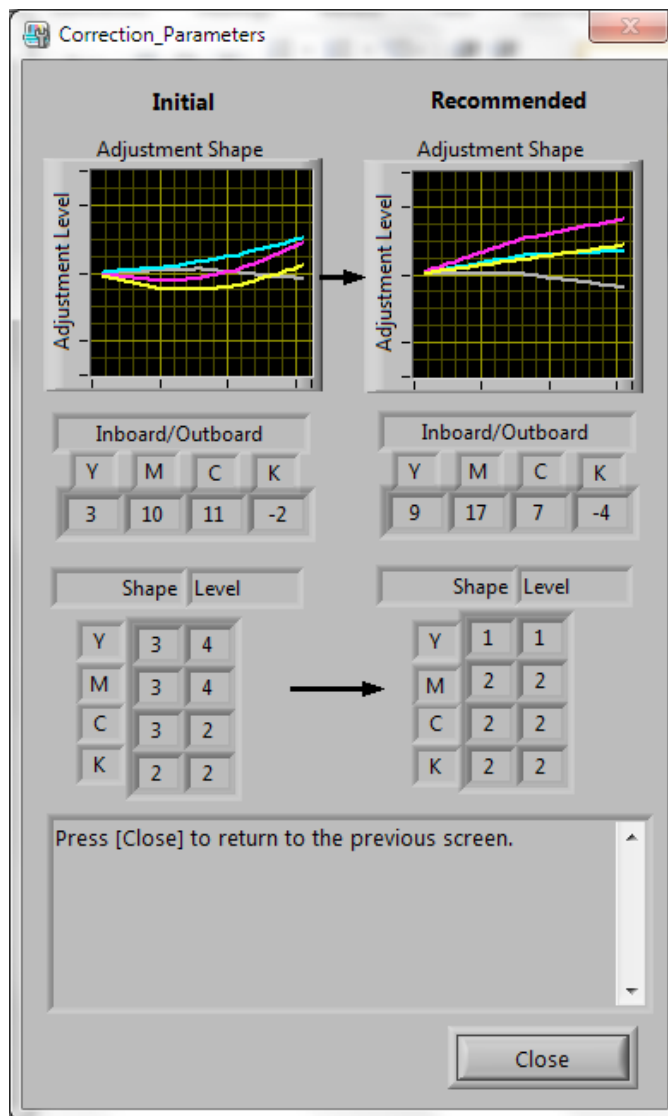 Correction_Parameters
Initial
Recommended
Adjustment Shape
Adjustment Shape
Adjustment Level
Adjustment Level
Inboard/Outboard
Y M C K
3 10 11 -2
Inboard/Outboard
Y M C K
9 17 7 -4
Shape Level
Y 3 4
M 3 4
C 3 2
K 2 2
Shape Level
Y 1 1
M 2 2
C 2 2
K 2 2
Press [Close] to return to the previous screen.
Close